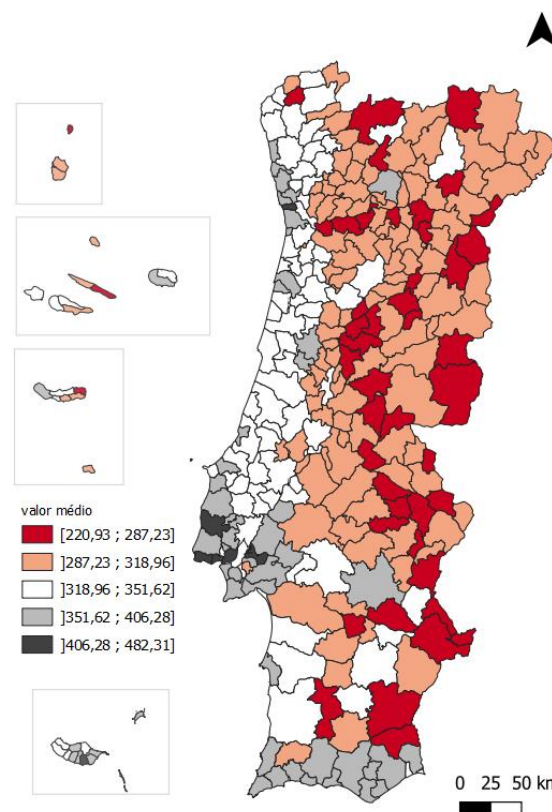 valor médio
[220,93 ; 287,23]
]287,23 ; 318,96]
]318,96 ; 351,62]
]351,62 ; 406,28]
]406,28 ; 482,31]
0 25 50 km